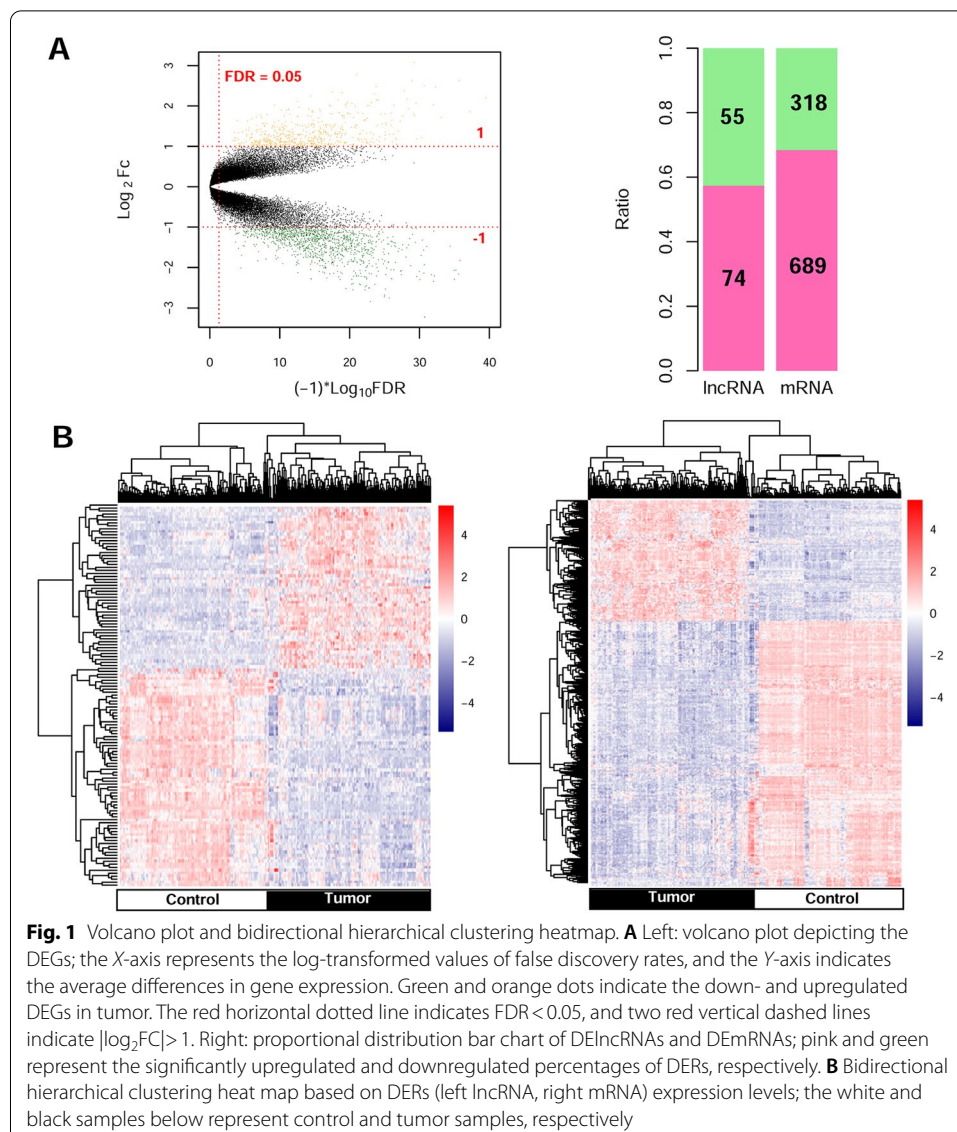 A
3
2
1
0
-1
-2
-3
Log 2 Fc
FDR = 0.05
1
-1
0 10 20 30 40
(−1)*Log10FDR
1.0
0.8
0.6
0.4
0.2
0.0
Ratio
55
318
74
689
lncRNA mRNA
B
4
2
0
−2
−4
Control Tumor
4
2
0
−2
−4
Tumor Control
Fig. 1 Volcano plot and bidirectional hierarchical clustering heatmap. A Left: volcano plot depicting the
DEGs; the X-axis represents the log-transformed values of false discovery rates, and the Y-axis indicates
the average differences in gene expression. Green and orange dots indicate the down- and upregulated
DEGs in tumor. The red horizontal dotted line indicates FDR < 0.05, and two red vertical dashed lines
indicate |log2FC| > 1. Right: proportional distribution bar chart of DElncRNAs and DEmRNAs; pink and green
represent the significantly upregulated and downregulated percentages of DERs, respectively. B Bidirectional
hierarchical clustering heat map based on DERs (left lncRNA, right mRNA) expression levels; the white and
black samples below represent control and tumor samples, respectively